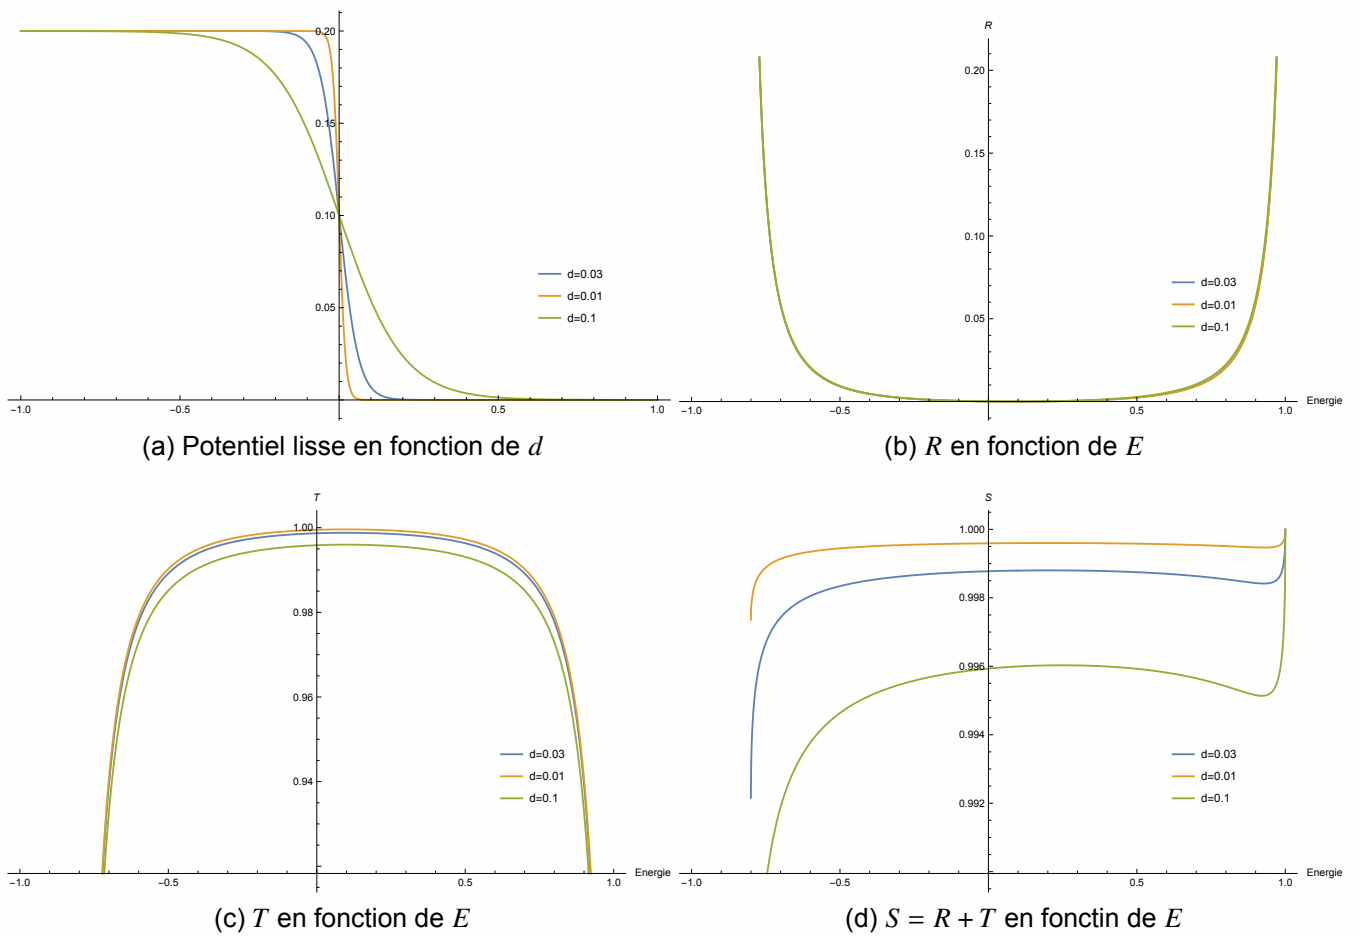 0.20
0.15
0.10
0.05
-1.0 -0.5 0.5 1.0
d=0.03
d=0.01
d=0.1
(a) Potentiel lisse en fonction de d
R
0.20
0.15
0.10
0.05
-1.0 -0.5 0.5 1.0 Energie
d=0.03
d=0.01
d=0.1
(b) R en fonction de E
T
1.00
0.98
0.96
0.94
-1.0 -0.5 0.5 1.0 Energie
d=0.03
d=0.01
d=0.1
(c) T en fonction de E
S
1.000
0.998
0.996
0.994
0.992
-1.0 -0.5 0.5 1.0 Energie
d=0.03
d=0.01
d=0.1
(d) S = R + T en fonctin de E